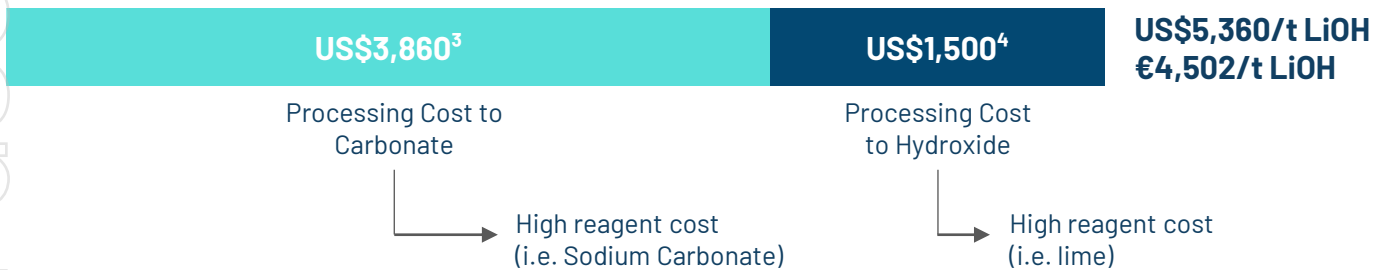 US$3,860³
US$1,500⁴
US$5,360/t LiOH
€4,502/t LiOH
Processing Cost to
Carbonate
Processing Cost
to Hydroxide
High reagent cost
(i.e. Sodium Carbonate)
High reagent cost
(i.e. lime)